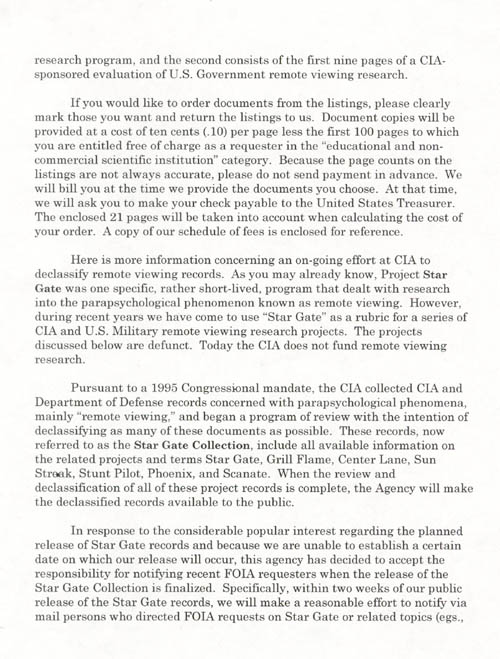 research program, and the second consists of the first nine pages of a CIA-
sponsored evaluation of U.S. Government remote viewing research.
If you would like to order documents from the listings, please clearly
mark those you want and return the listings to us. Document copies will be
provided at a cost of ten cents (.10) per page less the first 100 pages to which
you are entitled free of charge as a requester in the “educational and non-
commercial scientific institution” category. Because the page counts on the
listings are not always accurate, please do not send payment in advance. We
will bill you at the time we provide the documents you choose. At that time,
we will ask you to make your check payable to the United States Treasurer.
The enclosed 21 pages will be taken into account when calculating the cost of
your order. A copy of our schedule of fees is enclosed for reference.
Here is more information concerning an on-going effort at CIA to
declassify remote viewing records. As you may already know, Project Star
Gate was one specific, rather short-lived, program that dealt with research
into the parapsychological phenomenon known as remote viewing. However,
during recent years we have come to use “Star Gate” as a rubric for a series of
CIA and U.S. Military remote viewing research projects. The projects
discussed below are defunct. Today the CIA does not fund remote viewing
research.
Pursuant to a 1995 Congressional mandate, the CIA collected CIA and
Department of Defense records concerned with parapsychological phenomena,
mainly “remote viewing,” and began a program of review with the intention of
declassifying as many of these documents as possible. These records, now
referred to as the Star Gate Collection, include all available information on
the related projects and terms Star Gate, Grill Flame, Center Lane, Sun
Streak, Stunt Pilot, Phoenix, and Scanate. When the review and
declassification of all of these project records is complete, the Agency will make
the declassified records available to the public.
In response to the considerable popular interest regarding the planned
release of Star Gate records and because we are unable to establish a certain
date on which our release will occur, this agency has decided to accept the
responsibility for notifying recent FOIA requesters when the release of the
Star Gate Collection is finalized. Specifically, within two weeks of our public
release of the Star Gate records, we will make a reasonable effort to notify via
mail persons who directed FOIA requests on Star Gate or related topics (egs.,